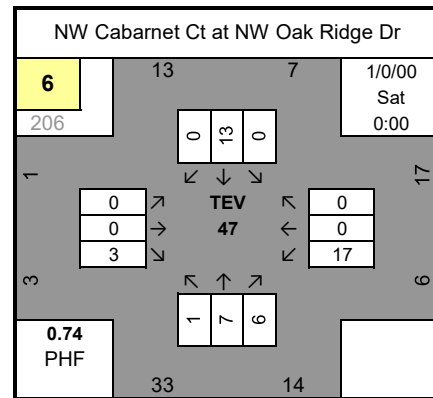 NW Cabarnet Ct at NW Oak Ridge Dr
6
206
13
7
1/0/00
Sat
0:00
0 13 0
↙ ↓ ↘
1
17
0 ↗ TEV ↖ 0
0 → 47 ← 0
3 ↘ ↙ 17
3
6
↖ ↑ ↗
1 7 6
0.74
PHF
33
14